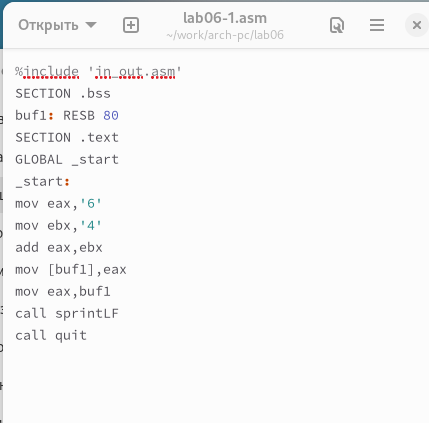 Открыть
lab06-1.asm
~/work/arch-pc/lab06
%include 'in_out.asm'
SECTION .bss
buf1: RESB 80
SECTION .text
GLOBAL _start
_start:
mov eax,'6'
mov ebx,'4'
add eax,ebx
mov [buf1],eax
mov eax,buf1
call sprintLF
call quit